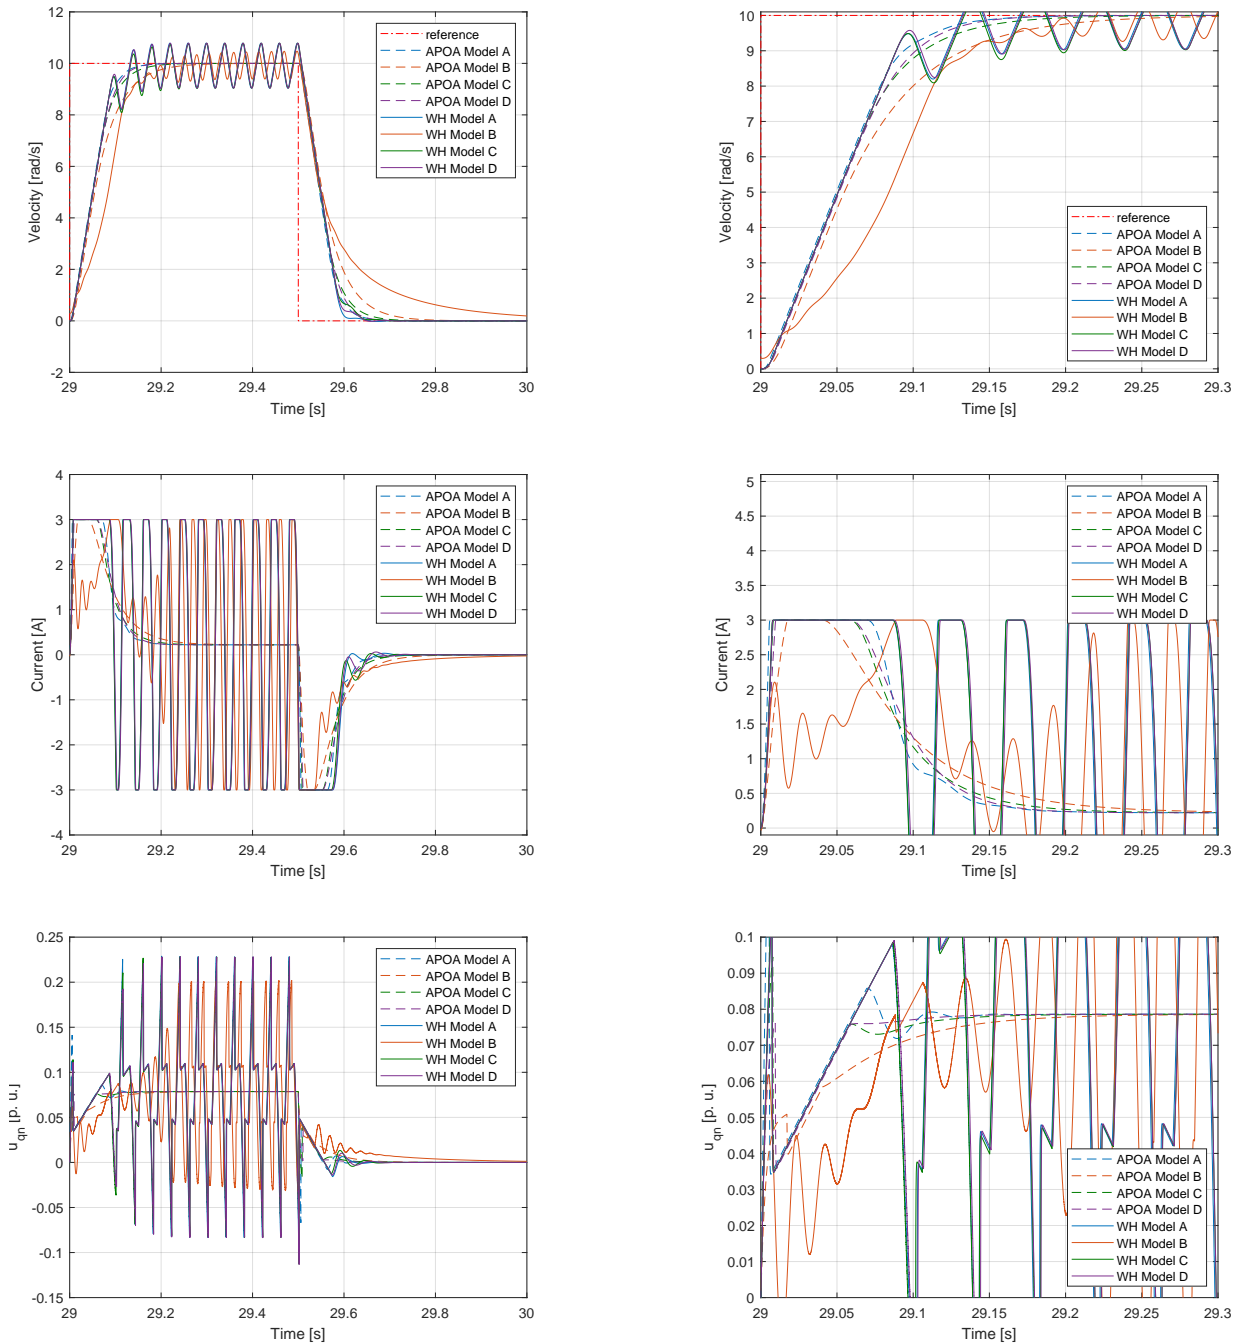 12
10
8
6
4
2
0
-2
Velocity [rad/s]
29
29.2
29.4
29.6
29.8
30
Time [s]
reference
APOA Model A
APOA Model B
APOA Model C
APOA Model D
WH Model A
WH Model B
WH Model C
WH Model D
10
9
8
7
6
5
4
3
2
1
0
Velocity [rad/s]
29
29.05
29.1
29.15
29.2
29.25
29.3
Time [s]
reference
APOA Model A
APOA Model B
APOA Model C
APOA Model D
WH Model A
WH Model B
WH Model C
WH Model D
4
3
2
1
0
-1
-2
-3
-4
Current [A]
29
29.2
29.4
29.6
29.8
30
Time [s]
APOA Model A
APOA Model B
APOA Model C
APOA Model D
WH Model A
WH Model B
WH Model C
WH Model D
5
4.5
4
3.5
3
2.5
2
1.5
1
0.5
0
Current [A]
29
29.05
29.1
29.15
29.2
29.25
29.3
Time [s]
APOA Model A
APOA Model B
APOA Model C
APOA Model D
WH Model A
WH Model B
WH Model C
WH Model D
0.25
0.2
0.15
0.1
0.05
0
-0.05
-0.1
-0.15
u_qn [p. u.]
29
29.2
29.4
29.6
29.8
30
Time [s]
APOA Model A
APOA Model B
APOA Model C
APOA Model D
WH Model A
WH Model B
WH Model C
WH Model D
0.1
0.09
0.08
0.07
0.06
0.05
0.04
0.03
0.02
0.01
0
u_qn [p. u.]
29
29.05
29.1
29.15
29.2
29.25
29.3
Time [s]
APOA Model A
APOA Model B
APOA Model C
APOA Model D
WH Model A
WH Model B
WH Model C
WH Model D